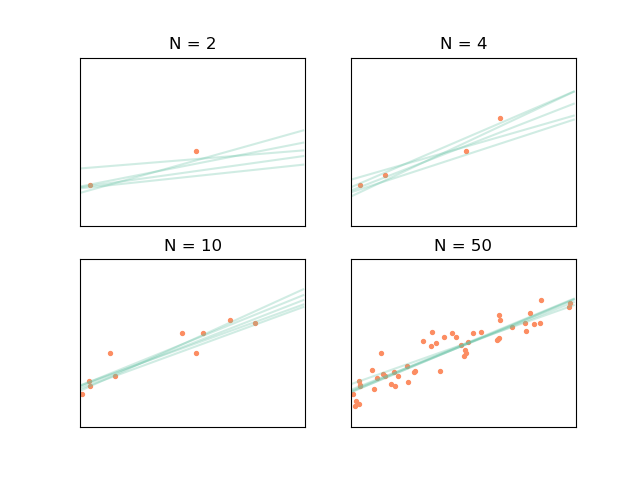 N = 2
N = 4
N = 10
N = 50